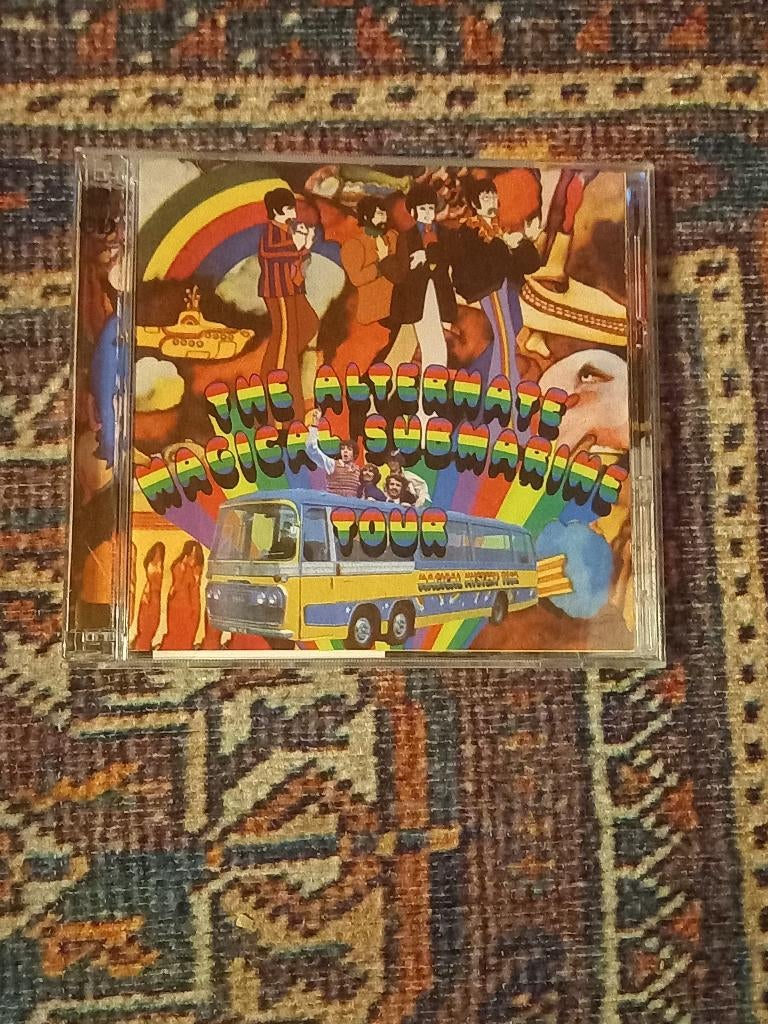 THE ALTERNATE
MAGICAL SUBMARINE
TOUR
MAGICAL MYSTERY TOUR